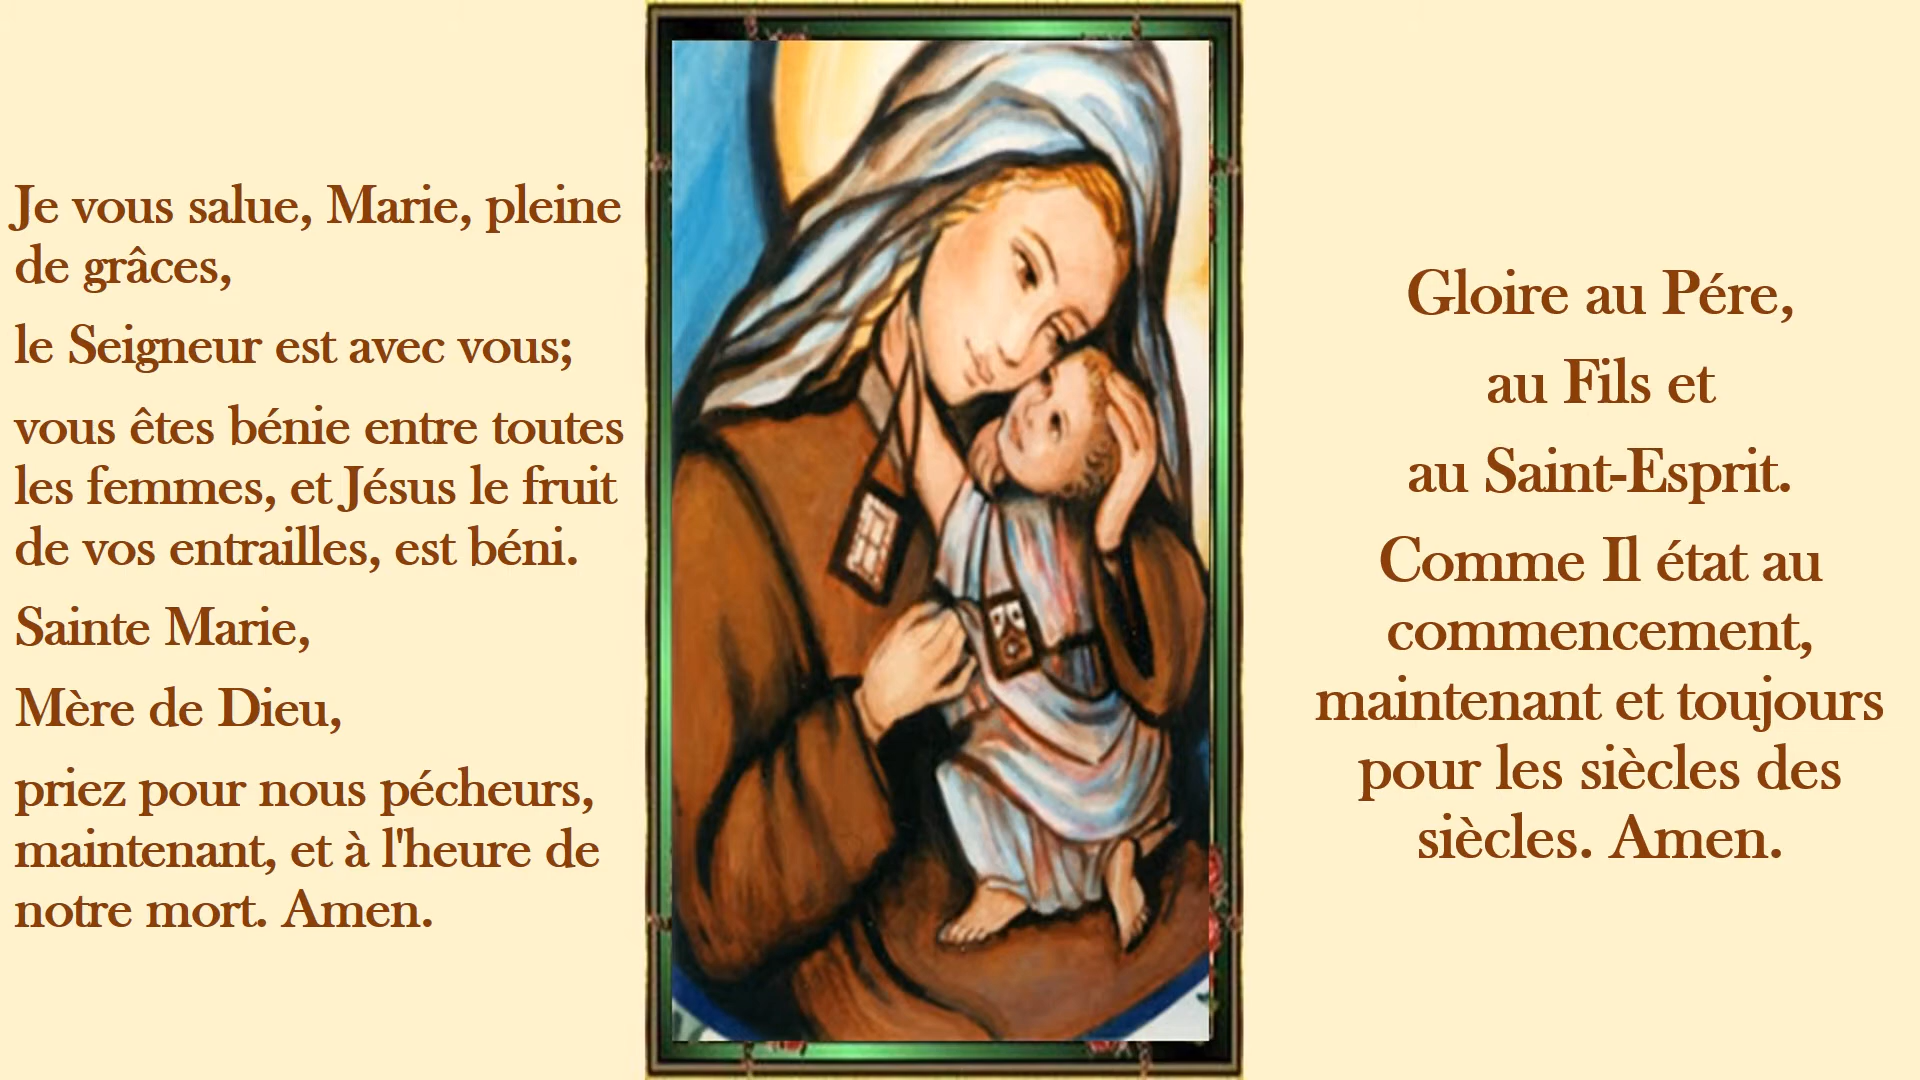 Je vous salue, Marie, pleine
de grâces,
le Seigneur est avec vous;
vous êtes bénie entre toutes
les femmes, et Jésus le fruit
de vos entrailles, est béni.
Sainte Marie,
Mère de Dieu,
priez pour nous pécheurs,
maintenant, et à l'heure de
notre mort. Amen.
Gloire au Pére,
au Fils et
au Saint-Esprit.
Comme Il état au
commencement,
maintenant et toujours
pour les siècles des
siècles. Amen.